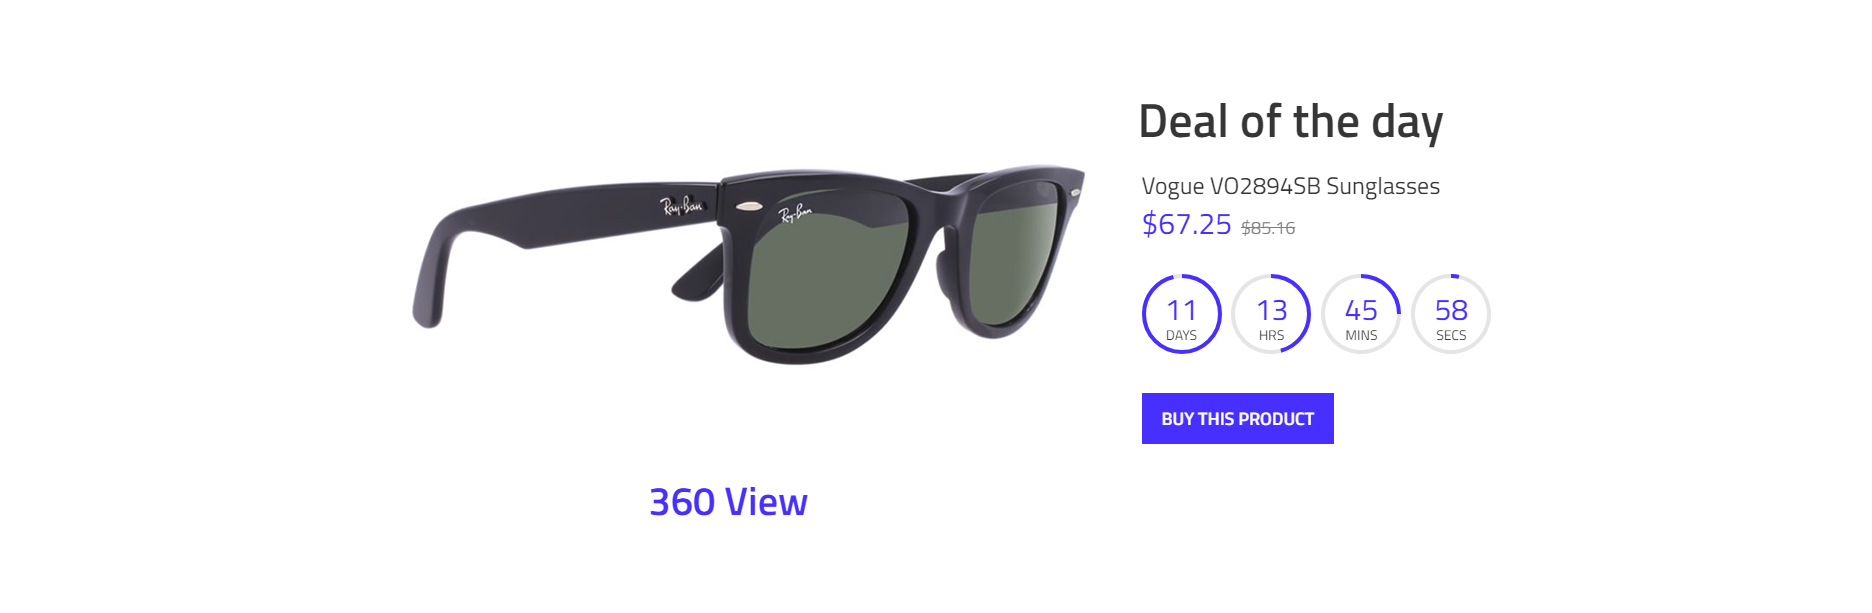 Deal of the day
Vogue VO2894SB Sunglasses
$67.25 $85.16
11 13 45 58
DAYS HRS MINS SECS
BUY THIS PRODUCT
Ray-Ban
Ray-Ban
360 View